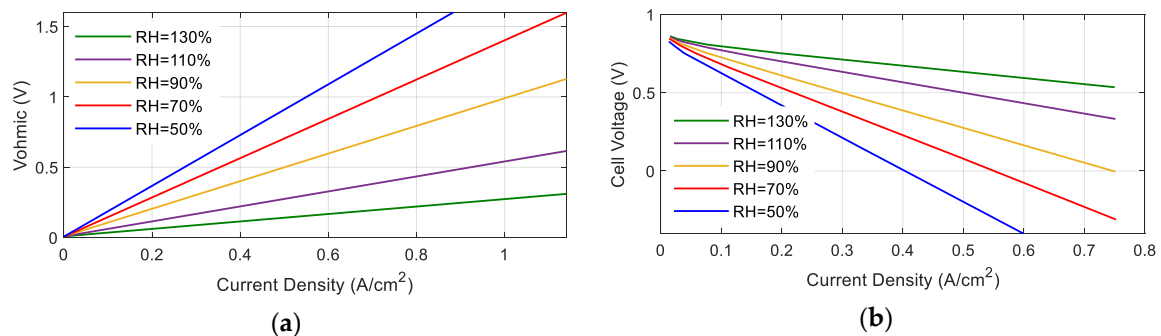 1.5
1
0.5
0
Vohmic (V)
RH=130%
RH=110%
RH=90%
RH=70%
RH=50%
0 0.2 0.4 0.6 0.8 1
Current Density (A/cm²)
(a)
1
0.5
0
Cell Voltage (V)
RH=130%
RH=110%
RH=90%
RH=70%
RH=50%
0 0.1 0.2 0.3 0.4 0.5 0.6 0.7 0.8
Current Density (A/cm²)
(b)